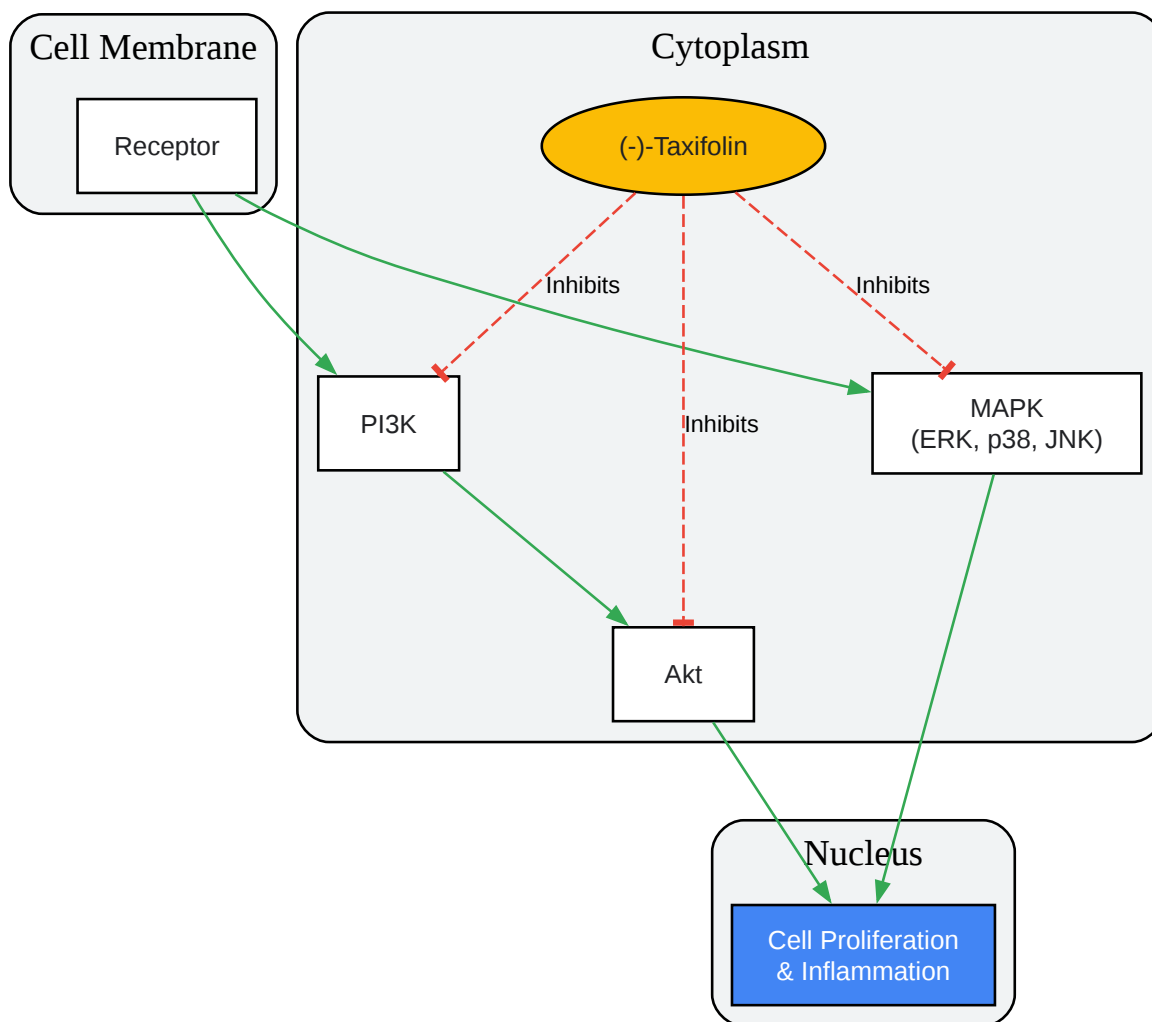 Cell Membrane
Receptor
Cytoplasm
(-)-Taxifolin
Inhibits
Inhibits
PI3K
MAPK
(ERK, p38, JNK)
Inhibits
Akt
Nucleus
Cell Proliferation
& Inflammation